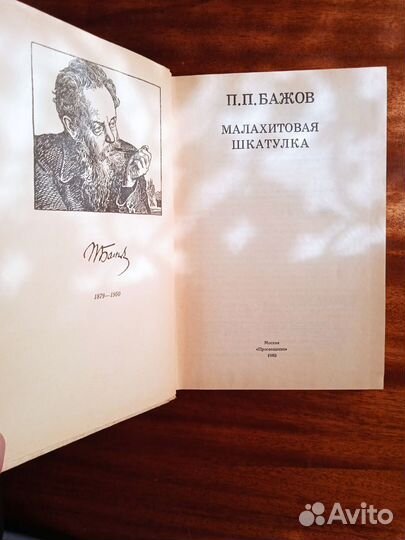 1879—1950
П.П.БАЖОВ
МАЛАХИТОВАЯ
ШКАТУЛКА
Москва
«Просвещение»
Avito